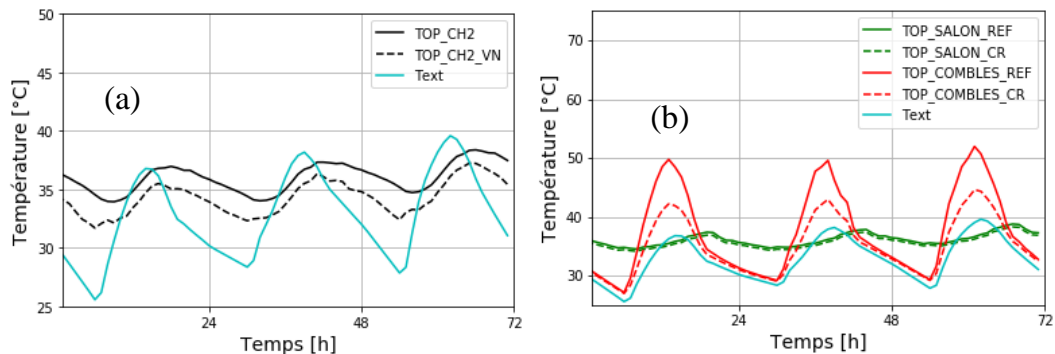 50
45
40
35
30
25
Température [°C]
(a)
TOP_CH2
TOP_CH2_VN
Text
24
48
72
Temps [h]
70
60
50
40
30
Température [°C]
(b)
TOP_SALON_REF
TOP_SALON_CR
TOP_COMBLES_REF
TOP_COMBLES_CR
Text
24
48
72
Temps [h]